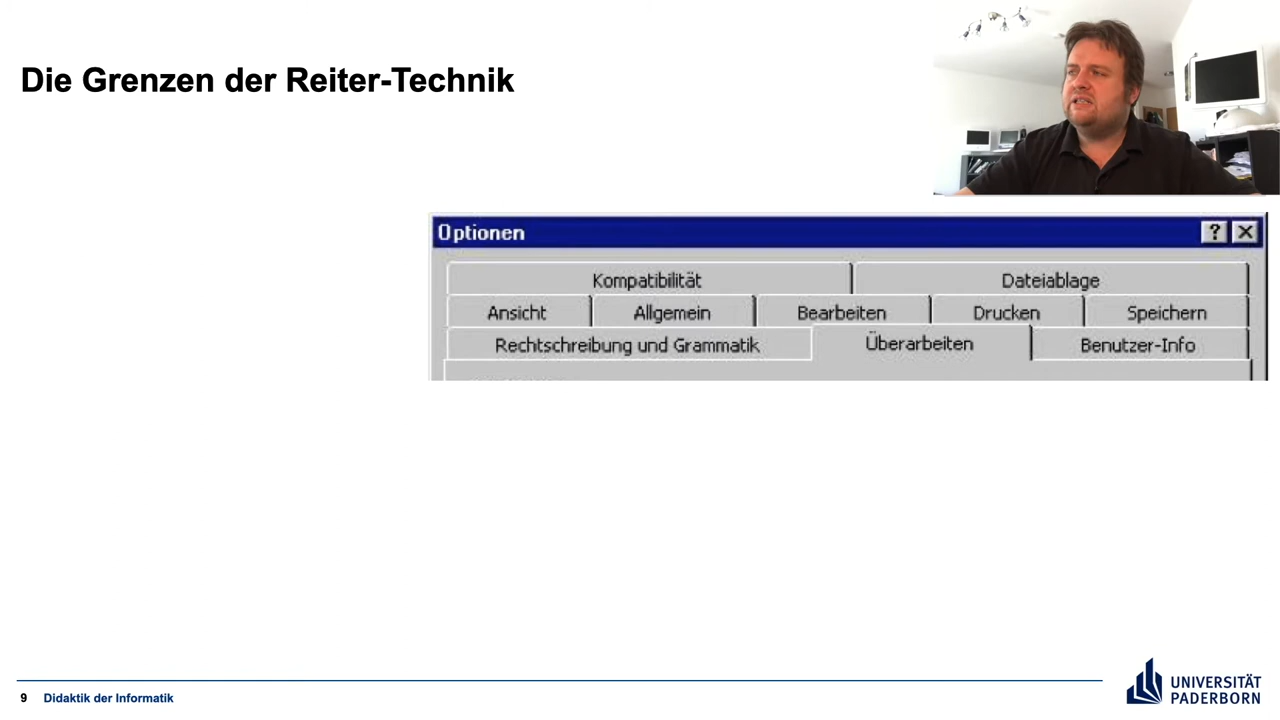 Die Grenzen der Reiter-Technik
Optionen
Kompatibilität Dateiablage
Ansicht Allgemein Bearbeiten Drucken Speichern
Rechtschreibung und Grammatik Überarbeiten Benutzer-Info
9 Didaktik der Informatik
UNIVERSITÄT
PADERBORN